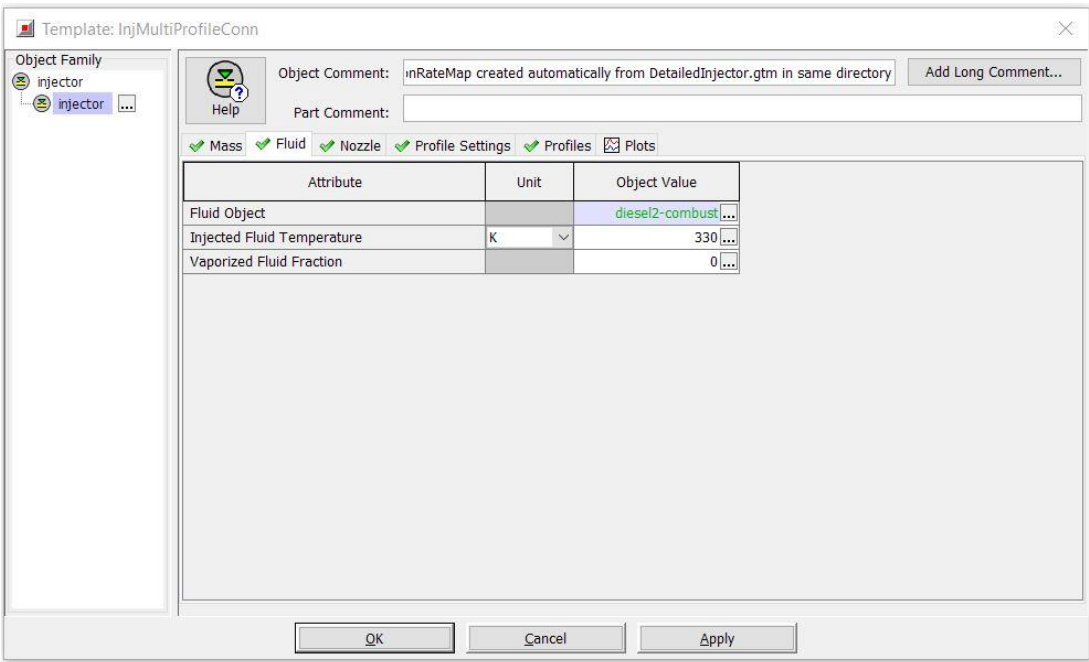 Template: InjMultiProfileConn
Object Family
injector
injector ...
Help
Object Comment: nRateMap created automatically from DetailedInjector.gtm in same directory Add Long Comment...
Part Comment:
Mass Fluid Nozzle Profile Settings Profiles Plots
Attribute Unit Object Value
Fluid Object diesel2-combust ...
Injected Fluid Temperature K 330 ...
Vaporized Fluid Fraction 0 ...
OK Cancel Apply